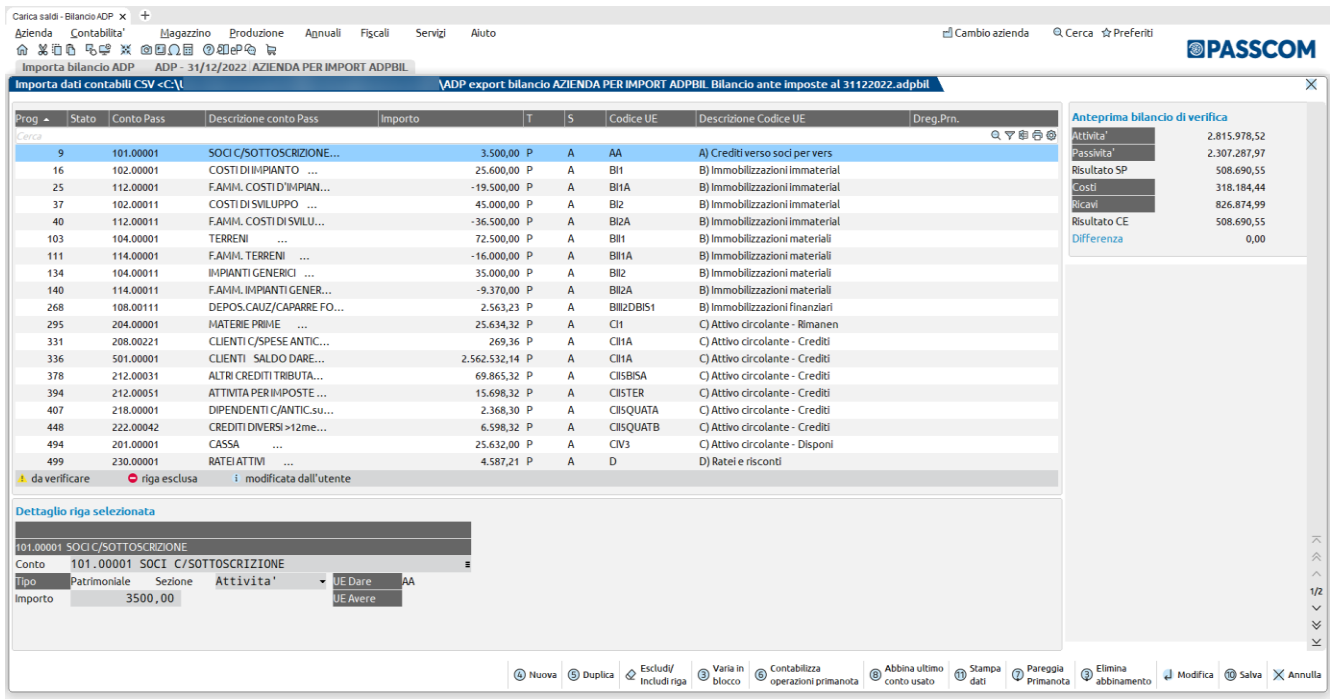 Carica saldi - Bilancio ADP × +
Azienda Contabilita' Magazzino Produzione Annuali Fiscali Servizi Aiuto Cambio azienda Cerca Preferiti
PASSCOM
Importa bilancio ADP ADP - 31/12/2022 AZIENDA PER IMPORT ADPBIL
Importa dati contabili CSV <C:\ \ADP export bilancio AZIENDA PER IMPORT ADPBIL Bilancio ante imposte al 31122022.adpbil
Prog Stato Conto Pass Descrizione conto Pass Importo T S Codice UE Descrizione Codice UE Dreg.Prn.
Cerca
9 101.00001 SOCI C/SOTTOSCRIZIONE... 3.500,00 P A AA A) Crediti verso soci per vers
16 102.00001 COSTI DI IMPIANTO ... 25.600,00 P A BI1 B) Immobilizzazioni immaterial
25 112.00001 F.AMM. COSTI D'IMPIAN... -19.500,00 P A BI1A B) Immobilizzazioni immaterial
37 102.00011 COSTI DI SVILUPPO ... 45.000,00 P A BI2 B) Immobilizzazioni immaterial
40 112.00011 F.AMM. COSTI DI SVILU... -36.500,00 P A BI2A B) Immobilizzazioni immaterial
103 104.00001 TERRENI ... 72.500,00 P A BII1 B) Immobilizzazioni materiali
111 114.00001 F.AMM. TERRENI ... -16.000,00 P A BII1A B) Immobilizzazioni materiali
134 104.00011 IMPIANTI GENERICI ... 35.000,00 P A BII2 B) Immobilizzazioni materiali
140 114.00011 F.AMM. IMPIANTI GENER... -9.370,00 P A BII2A B) Immobilizzazioni materiali
268 108.00111 DEPOS.CAUZ/CAPARRE FO... 2.563,23 P A BIII2DBIS1 B) Immobilizzazioni finanziari
295 204.00001 MATERIE PRIME ... 25.634,32 P A CI1 C) Attivo circolante - Rimanen
331 208.00221 CLIENTI C/SPESE ANTIC... 269,36 P A CII1A C) Attivo circolante - Crediti
336 501.00001 CLIENTI SALDO DARE... 2.562.532,14 P A CII1A C) Attivo circolante - Crediti
378 212.00031 ALTRI CREDITI TRIBUTA... 69.865,32 P A CII5BISA C) Attivo circolante - Crediti
394 212.00051 ATTIVITA PER IMPOSTE ... 15.698,32 P A CII5TER C) Attivo circolante - Crediti
407 218.00001 DIPENDENTI C/ANTIC.su... 2.368,30 P A CII5QUATA C) Attivo circolante - Crediti
448 222.00042 CREDITI DIVERSI >12me... 6.598,32 P A CII5QUATB C) Attivo circolante - Crediti
494 201.00001 CASSA ... 25.632,00 P A CIV3 C) Attivo circolante - Disponi
499 230.00001 RATEI ATTIVI ... 4.587,21 P A D D) Ratei e risconti
da verificare riga esclusa modificata dall'utente
Anteprima bilancio di verifica
Attivita' 2.815.978,52
Passivita' 2.307.287,97
Risultato SP 508.690,55
Costi 318.184,44
Ricavi 826.874,99
Risultato CE 508.690,55
Differenza 0,00
Dettaglio riga selezionata
101.00001 SOCI C/SOTTOSCRIZIONE
Conto 101.00001 SOCI C/SOTTOSCRIZIONE
Tipo Patrimoniale Sezione Attivita' UE Dare AA
Importo 3500,00 UE Avere
1/2
4 Nuova 5 Duplica Escludi/ Includi riga 3 Varia in blocco 6 Contabilizza operazioni primanota 8 Abbina ultimo conto usato 11 Stampa dati 7 Pareggia Primanota 3 Elimina abbinamento Modifica 10 Salva Annulla